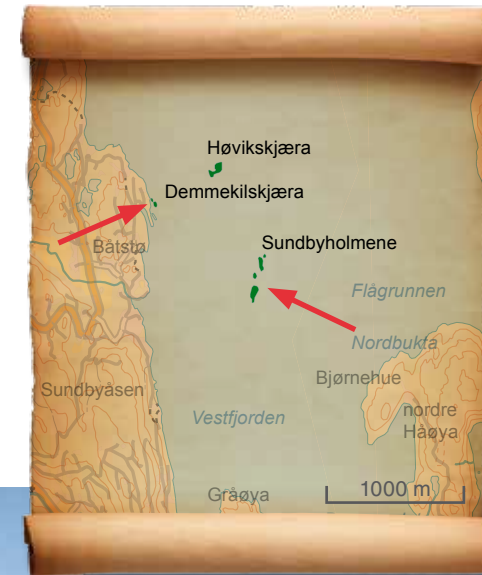 Høvikskjæra
Demmekilskjæra
Båtstø
Sundbyholmene
Flågrunnen
Nordbukta
Bjørnehue
Sundbyåsen
nordre
Håøya
Vestfjorden
Gråøya
1000 m